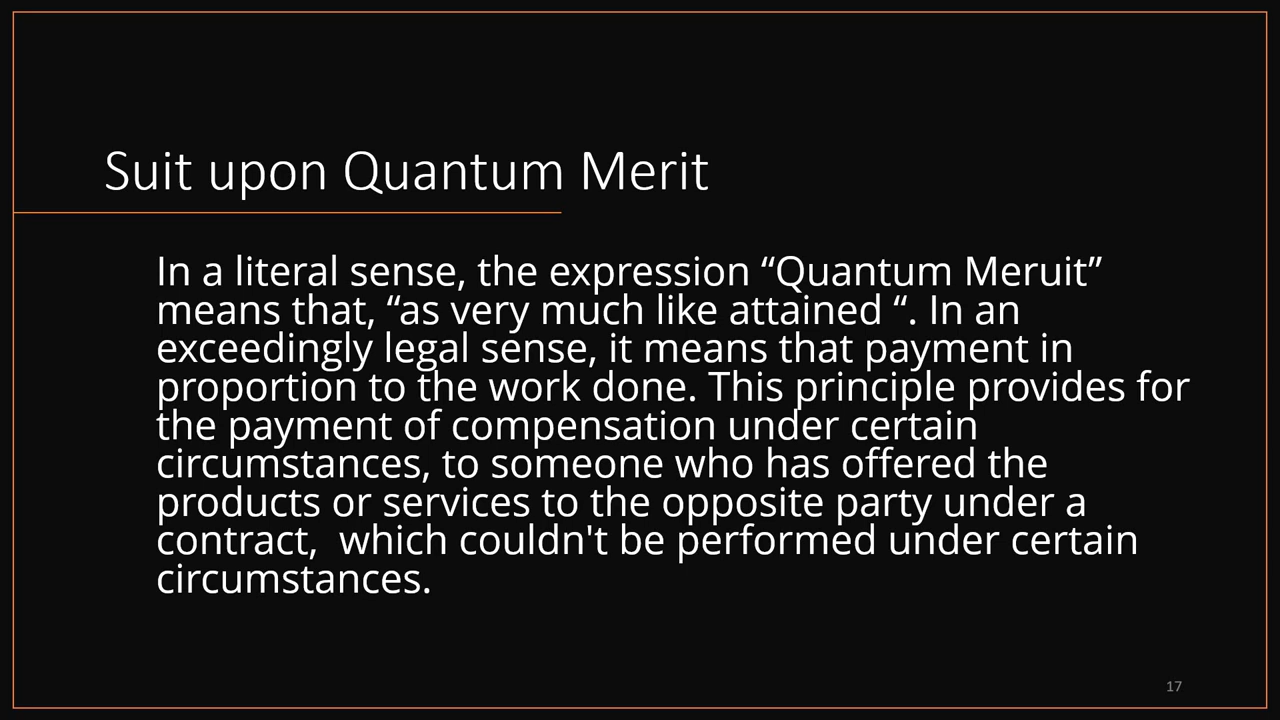 Suit upon Quantum Merit
In a literal sense, the expression “Quantum Meruit”
means that, “as very much like attained “. In an
exceedingly legal sense, it means that payment in
proportion to the work done. This principle provides for
the payment of compensation under certain
circumstances, to someone who has offered the
products or services to the opposite party under a
contract,  which couldn't be performed under certain
circumstances.
17